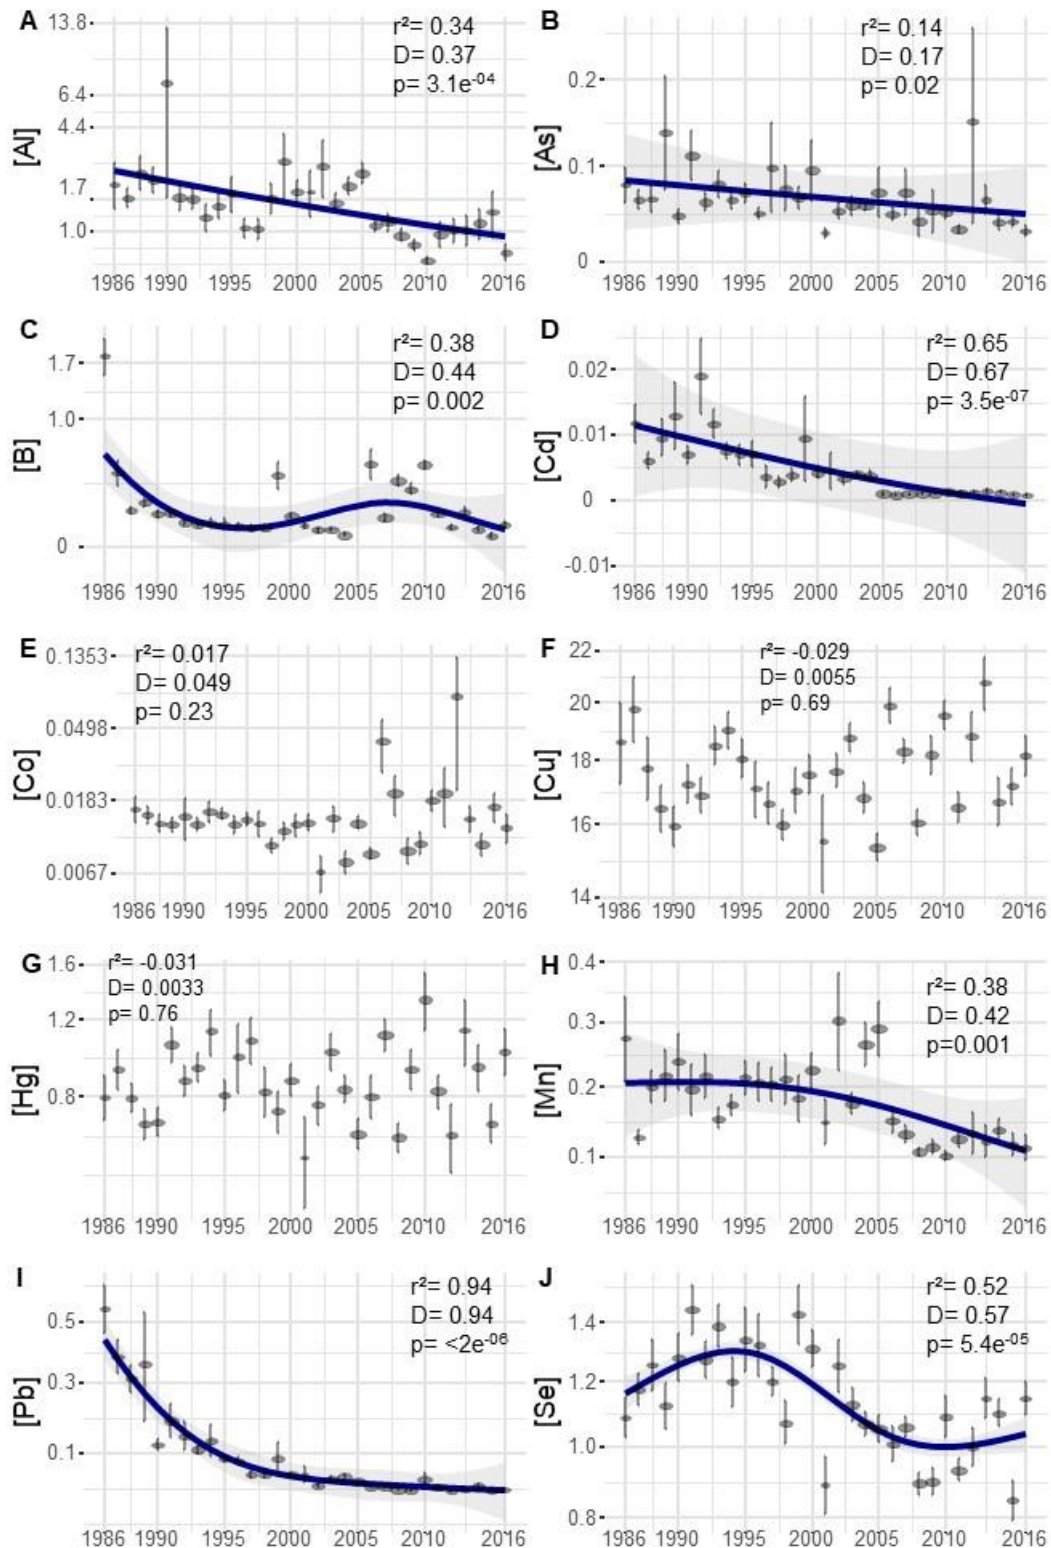 A
[Al]
13.8
6.4
4.4
1.7
1.0
r²= 0.34
D= 0.37
p= 3.1e⁻⁰⁴
1986 1990 1995 2000 2005 2010 2016
B
[As]
0.2
0.1
0
r²= 0.14
D= 0.17
p= 0.02
1986 1990 1995 2000 2005 2010 2016
C
[B]
1.7
1.0
0
r²= 0.38
D= 0.44
p= 0.002
1986 1990 1995 2000 2005 2010 2016
D
[Cd]
0.02
0.01
0
-0.01
r²= 0.65
D= 0.67
p= 3.5e⁻⁰⁷
1986 1990 1995 2000 2005 2010 2016
E
[Co]
0.1353
0.0498
0.0183
0.0067
r²= 0.017
D= 0.049
p= 0.23
1986 1990 1995 2000 2005 2010 2016
F
[Cu]
22
20
18
16
14
r²= -0.029
D= 0.0055
p= 0.69
1986 1990 1995 2000 2005 2010 2016
G
[Hg]
1.6
1.2
0.8
r²= -0.031
D= 0.0033
p= 0.76
1986 1990 1995 2000 2005 2010 2016
H
[Mn]
0.4
0.3
0.2
0.1
r²= 0.38
D= 0.42
p=0.001
1986 1990 1995 2000 2005 2010 2016
I
[Pb]
0.5
0.3
0.1
r²= 0.94
D= 0.94
p= <2e⁻⁰⁶
1986 1990 1995 2000 2005 2010 2016
J
[Se]
1.4
1.2
1.0
0.8
r²= 0.52
D= 0.57
p= 5.4e⁻⁰⁵
1986 1990 1995 2000 2005 2010 2016